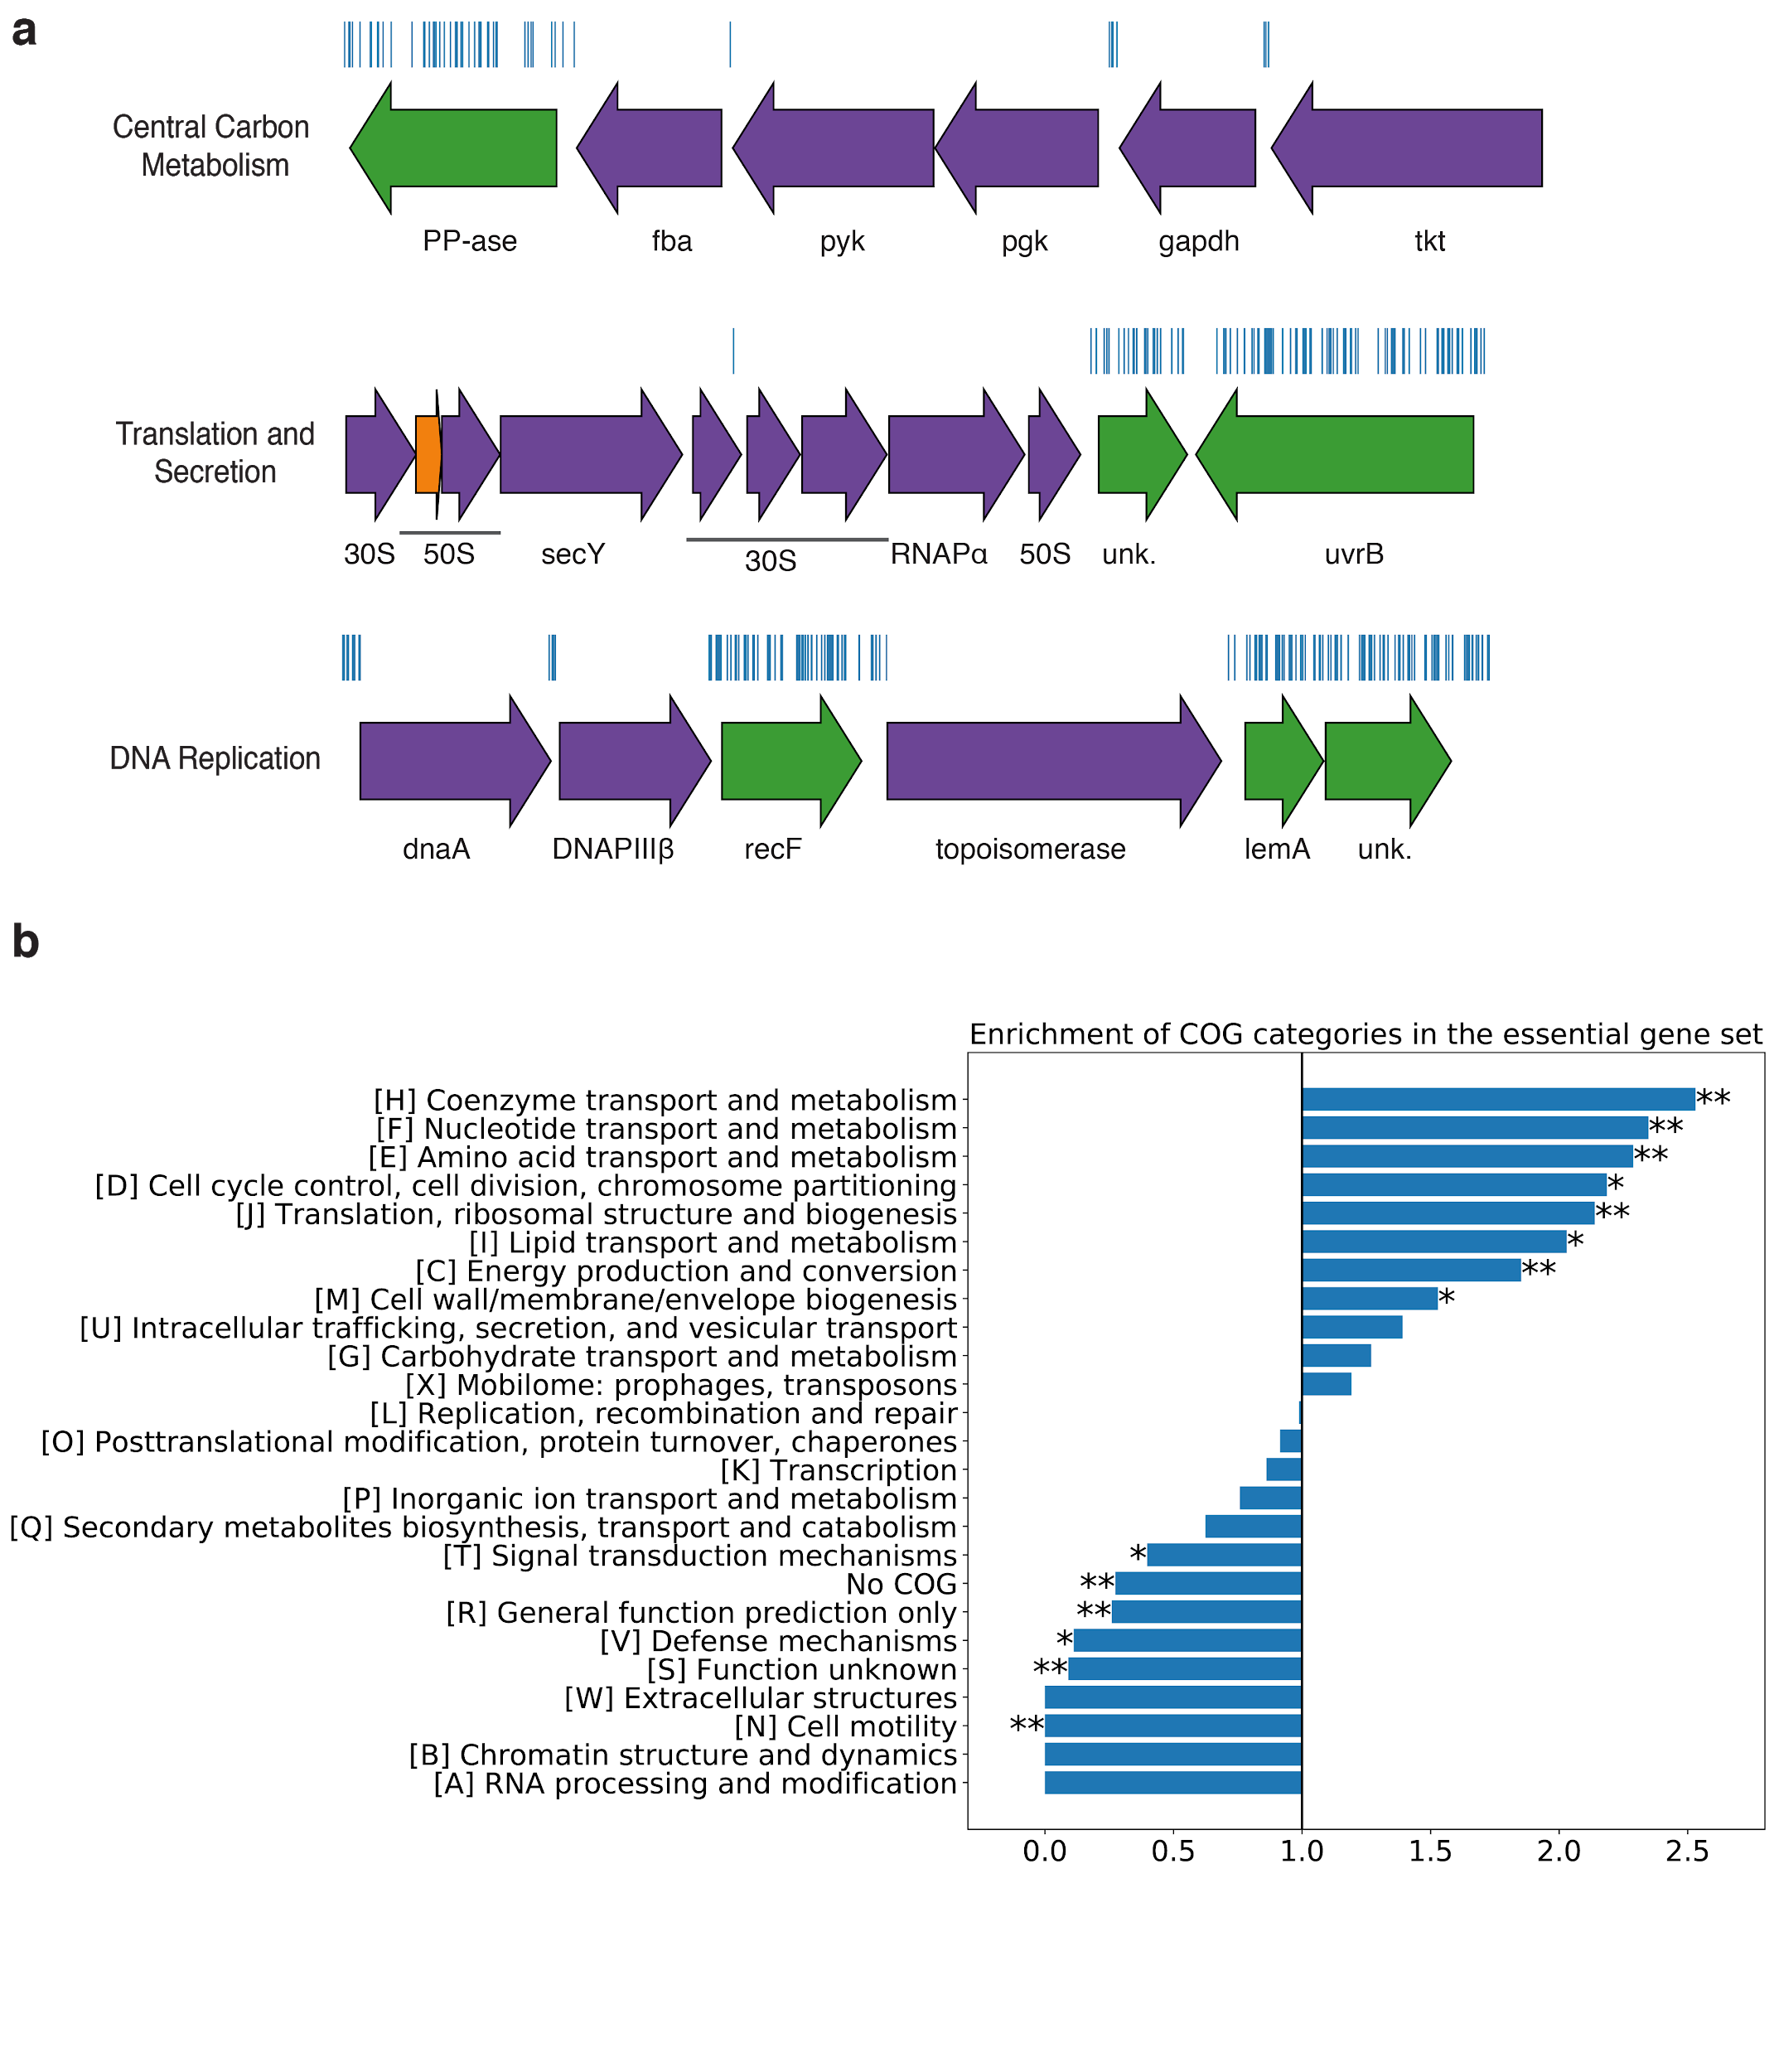 a
Central Carbon
Metabolism
PP-ase fba pyk pgk gapdh tkt
Translation and
Secretion
30S 50S secY 30S RNAPα 50S unk. uvrB
DNA Replication
dnaA DNAPIIIβ recF topoisomerase lemA unk.
b
Enrichment of COG categories in the essential gene set
[H] Coenzyme transport and metabolism **
[F] Nucleotide transport and metabolism **
[E] Amino acid transport and metabolism **
[D] Cell cycle control, cell division, chromosome partitioning *
[J] Translation, ribosomal structure and biogenesis **
[I] Lipid transport and metabolism *
[C] Energy production and conversion **
[M] Cell wall/membrane/envelope biogenesis *
[U] Intracellular trafficking, secretion, and vesicular transport
[G] Carbohydrate transport and metabolism
[X] Mobilome: prophages, transposons
[L] Replication, recombination and repair
[O] Posttranslational modification, protein turnover, chaperones
[K] Transcription
[P] Inorganic ion transport and metabolism
[Q] Secondary metabolites biosynthesis, transport and catabolism
[T] Signal transduction mechanisms *
No COG **
[R] General function prediction only **
[V] Defense mechanisms *
[S] Function unknown **
[W] Extracellular structures
[N] Cell motility **
[B] Chromatin structure and dynamics
[A] RNA processing and modification
0.0 0.5 1.0 1.5 2.0 2.5